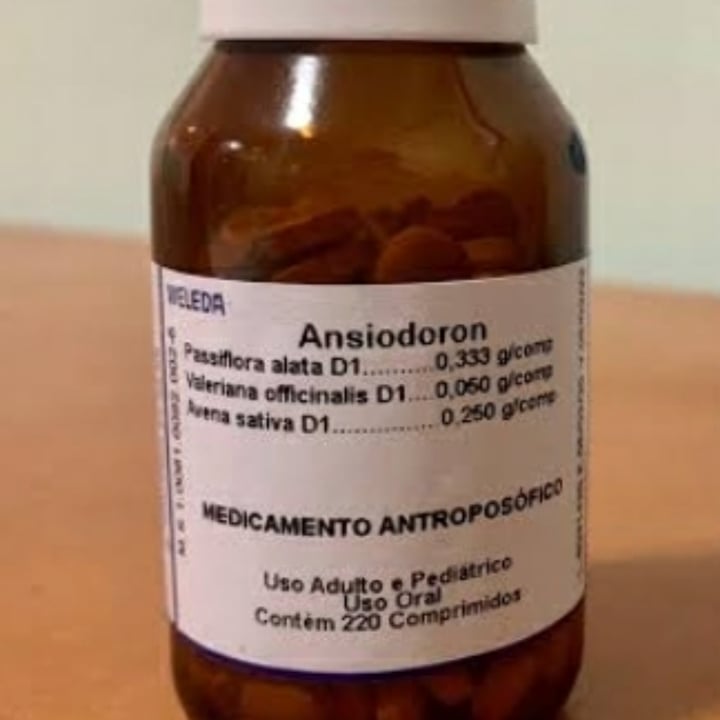 WELEDA
Ansiodoron
Passiflora alata D1..........0,333 g/comp
Valeriana officinalis D1....0,050 g/comp
Avena sativa D1............... 0,250 g/comp
MEDICAMENTO ANTROPOSÓFICO
Uso Adulto e Pediátrico
Uso Oral
Contém 220 Comprimidos